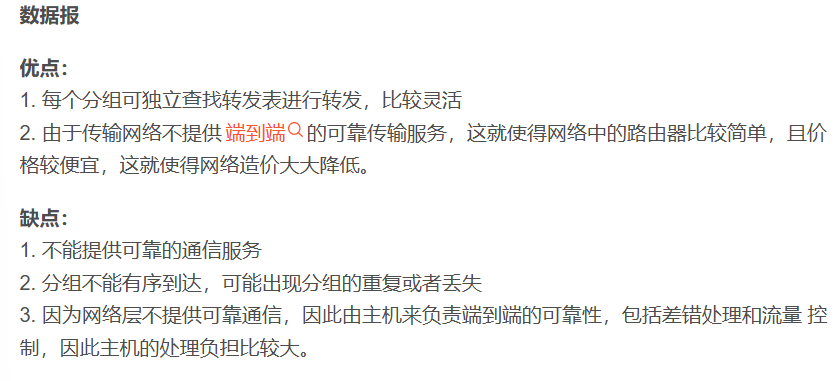 数据报
优点：
1. 每个分组可独立查找转发表进行转发，比较灵活
2. 由于传输网络不提供端到端的可靠传输服务，这就使得网络中的路由器比较简单，且价
格较便宜，这就使得网络造价大大降低。
缺点：
1. 不能提供可靠的通信服务
2. 分组不能有序到达，可能出现分组的重复或者丢失
3. 因为网络层不提供可靠通信，因此由主机来负责端到端的可靠性，包括差错处理和流量 控
制，因此主机的处理负担比较大。